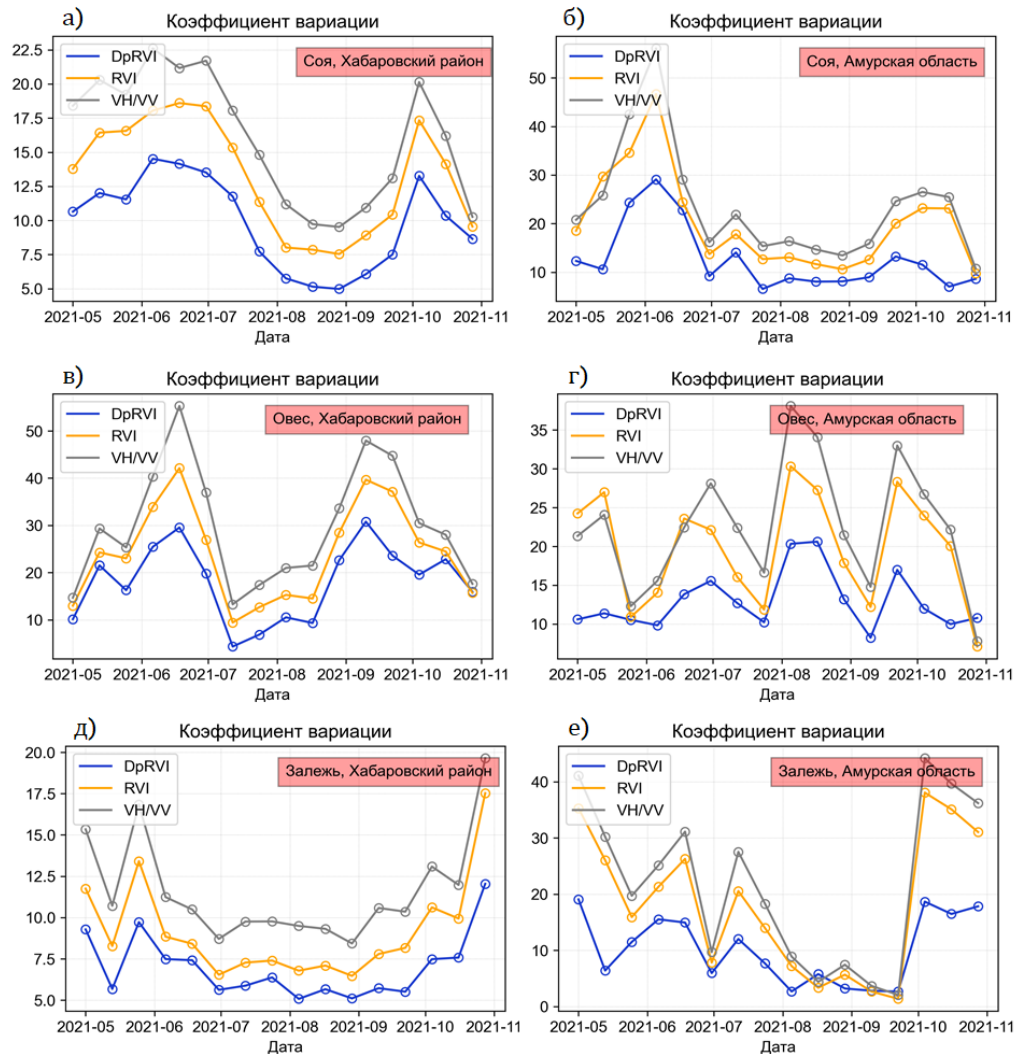 а)
Коэффициент вариации
22.5
20.0
17.5
15.0
12.5
10.0
7.5
5.0
DpRVI
RVI
VH/VV
Соя, Хабаровский район
2021-05 2021-06 2021-07 2021-08 2021-09 2021-10 2021-11
Дата
б)
Коэффициент вариации
50
40
30
20
10
DpRVI
RVI
VH/VV
Соя, Амурская область
2021-05 2021-06 2021-07 2021-08 2021-09 2021-10 2021-11
Дата
в)
Коэффициент вариации
50
40
30
20
10
DpRVI
RVI
VH/VV
Овес, Хабаровский район
2021-05 2021-06 2021-07 2021-08 2021-09 2021-10 2021-11
Дата
г)
Коэффициент вариации
35
30
25
20
15
10
DpRVI
RVI
VH/VV
Овес, Амурская область
2021-05 2021-06 2021-07 2021-08 2021-09 2021-10 2021-11
Дата
д)
Коэффициент вариации
20.0
17.5
15.0
12.5
10.0
7.5
5.0
DpRVI
RVI
VH/VV
Залежь, Хабаровский район
2021-05 2021-06 2021-07 2021-08 2021-09 2021-10 2021-11
Дата
е)
Коэффициент вариации
40
30
20
10
0
DpRVI
RVI
VH/VV
Залежь, Амурская область
2021-05 2021-06 2021-07 2021-08 2021-09 2021-10 2021-11
Дата